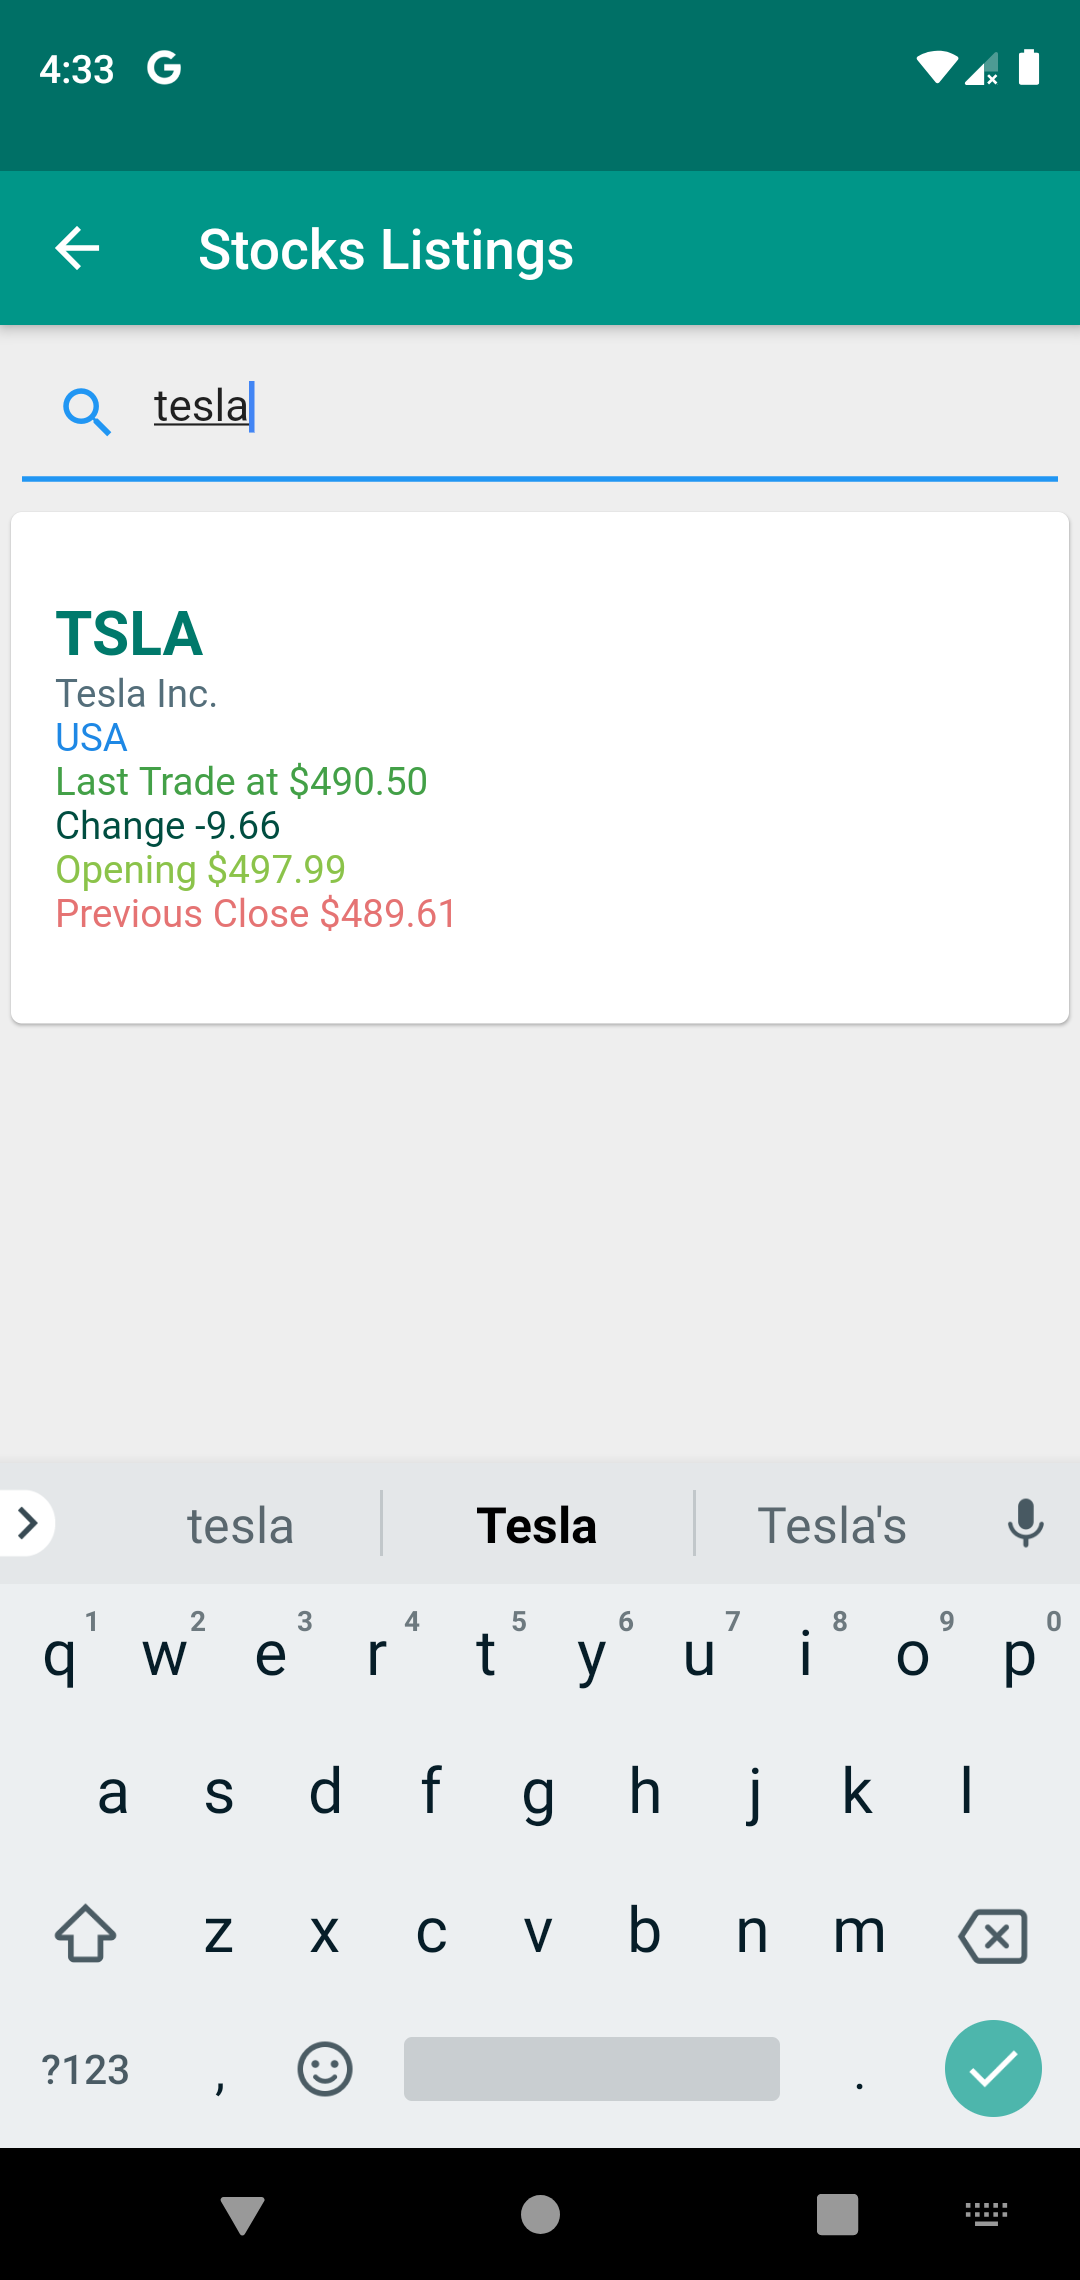 4:33
Stocks Listings
tesla
TSLA
Tesla Inc.
USA
Last Trade at $490.50
Change -9.66
Opening $497.99
Previous Close $489.61
tesla Tesla Tesla's
1 2 3 4 5 6 7 8 9 0
q w e r t y u i o p
a s d f g h j k l
z x c v b n m
?123 , .